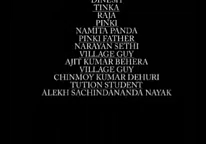 DINESH
TINKA
RAJA
PINKI
NAMITA PANDA
PINKI FATHER
NARAYAN SETHI
VILLAGE GUY
AJIT KUMAR BEHERA
VILLAGE GUY
CHINMOY KUMAR DEHURI
TUTION STUDENT
ALEKH SACHINDANANDA NAYAK